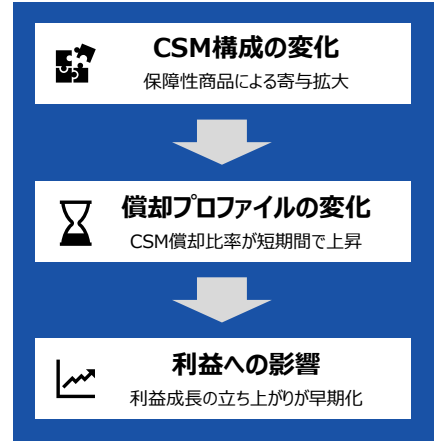 CSM構成の変化
保障性商品による寄与拡大
償却プロファイルの変化
CSM償却比率が短期間で上昇
利益への影響
利益成長の立ち上がりが早期化